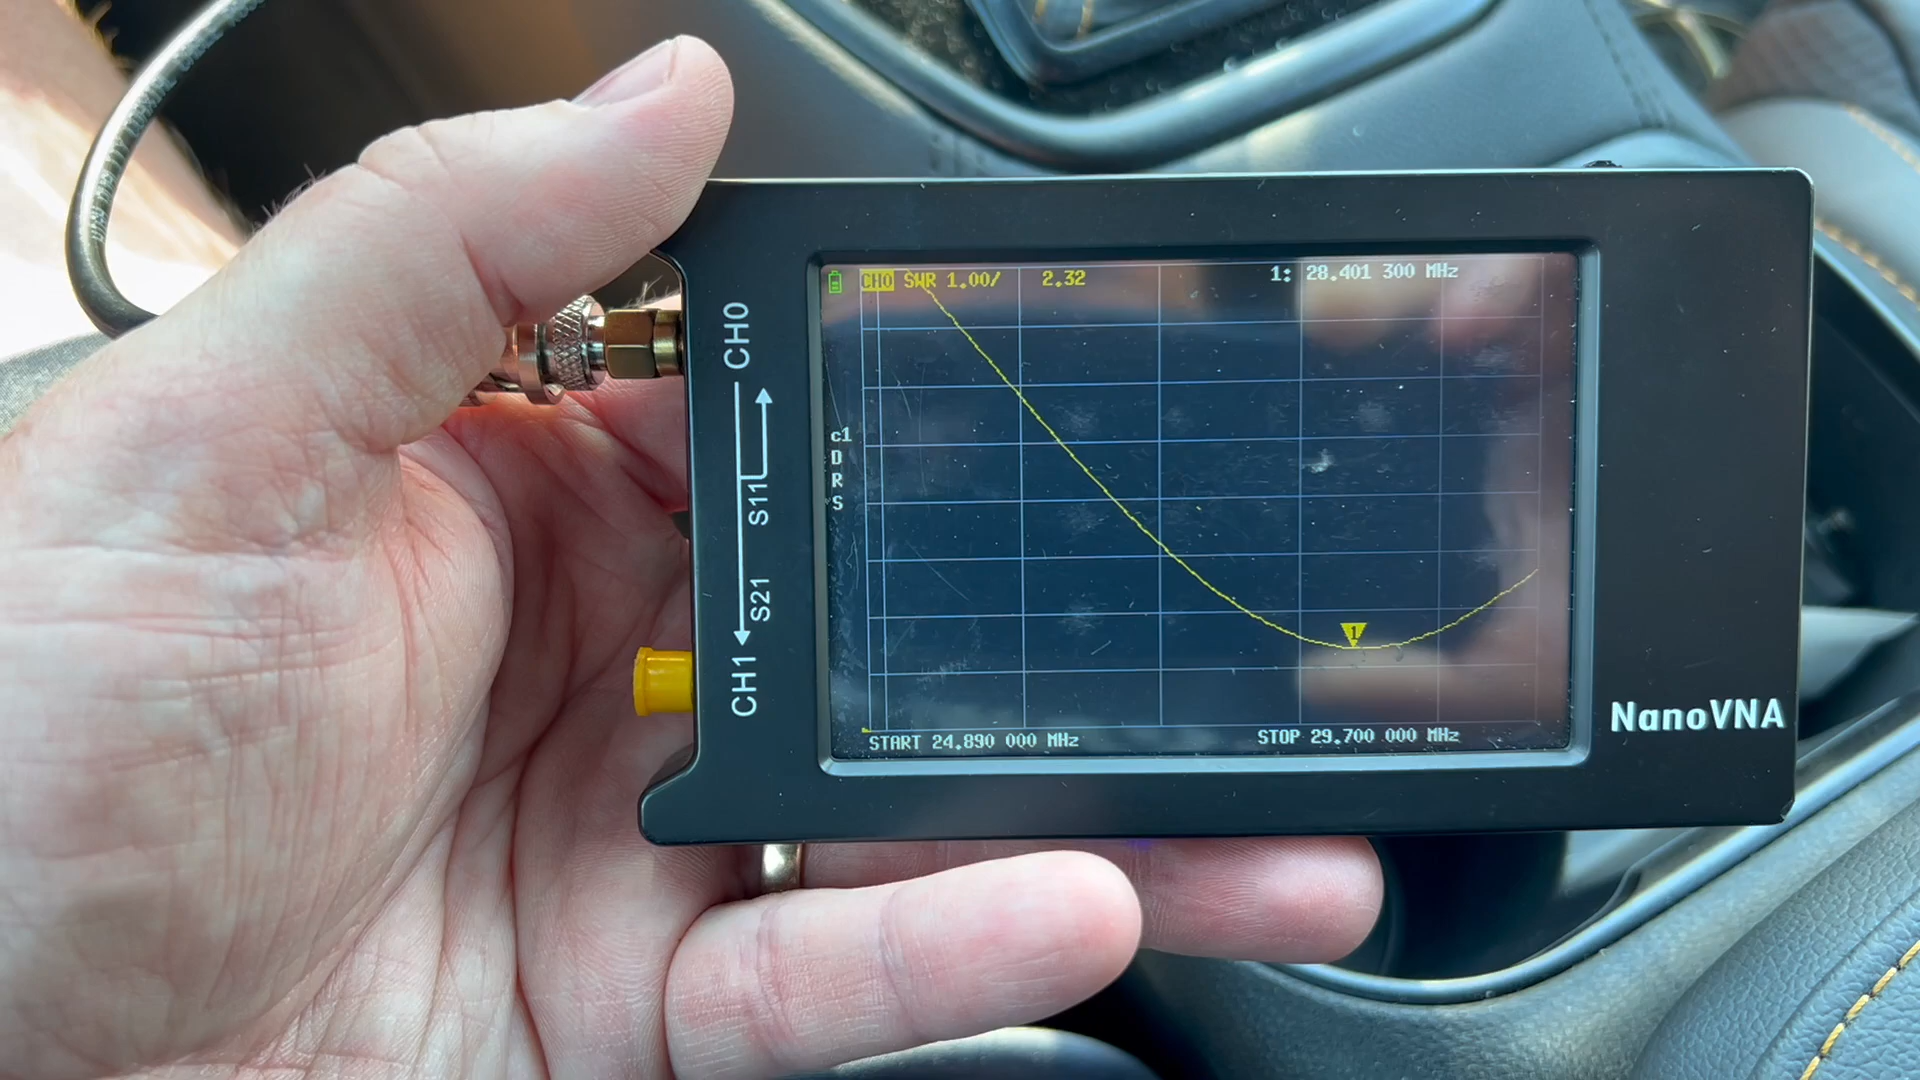 CH0 SWR 1.00/ 2.32 1: 28.401 300 MHz
c1
D
R
S
1
START 24.890 000 MHz STOP 29.700 000 MHz
CH0
S11
S21
CH1
NanoVNA